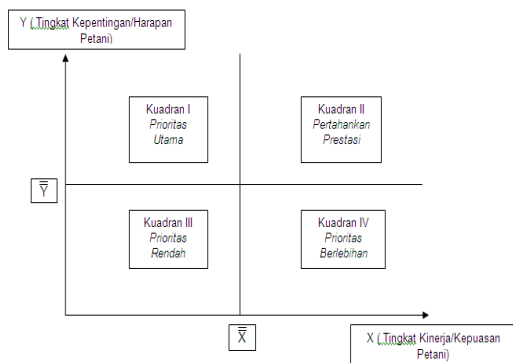 Y ( Tingkat Kepentingan/Harapan
Petani)
Kuadran I
Prioritas
Utama
Kuadran II
Pertahankan
Prestasi
Y̿
Kuadran III
Prioritas
Rendah
Kuadran IV
Prioritas
Berlebihan
X̿
X ( Tingkat Kinerja/Kepuasan
Petani)